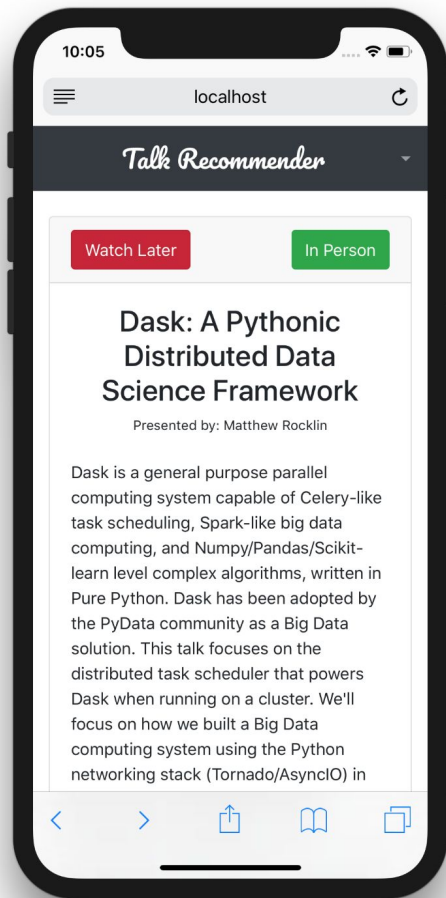 10:05
localhost
Talk Recommender
Watch Later
In Person
Dask: A Pythonic
Distributed Data
Science Framework
Presented by: Matthew Rocklin
Dask is a general purpose parallel
computing system capable of Celery-like
task scheduling, Spark-like big data
computing, and Numpy/Pandas/Scikit-
learn level complex algorithms, written in
Pure Python. Dask has been adopted by
the PyData community as a Big Data
solution. This talk focuses on the
distributed task scheduler that powers
Dask when running on a cluster. We'll
focus on how we built a Big Data
computing system using the Python
networking stack (Tornado/AsyncIO) in